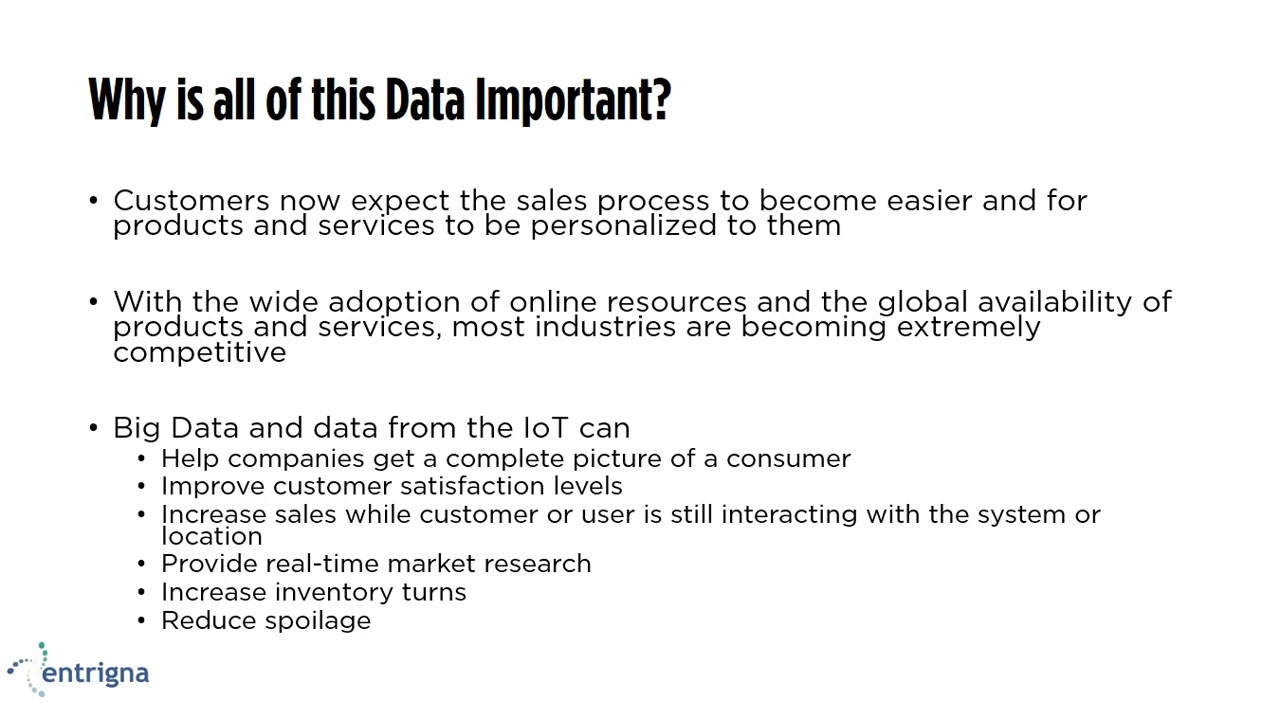 Why is all of this Data Important?
• Customers now expect the sales process to become easier and for
products and services to be personalized to them
• With the wide adoption of online resources and the global availability of
products and services, most industries are becoming extremely
competitive
• Big Data and data from the IoT can
• Help companies get a complete picture of a consumer
• Improve customer satisfaction levels
• Increase sales while customer or user is still interacting with the system or
location
• Provide real-time market research
• Increase inventory turns
• Reduce spoilage
entrigna